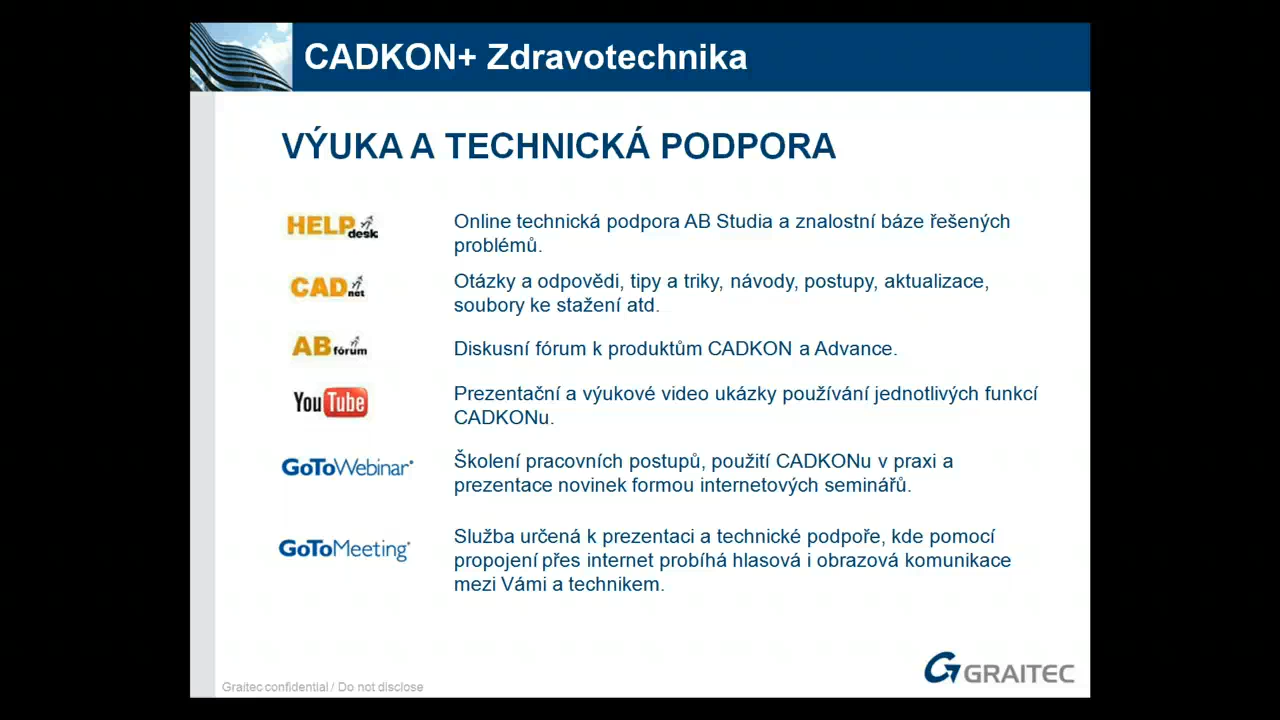 CADKON+ Zdravotechnika
VÝUKA A TECHNICKÁ PODPORA
HELP desk
Online technická podpora AB Studia a znalostní báze řešených
problémů.
CAD net
Otázky a odpovědi, tipy a triky, návody, postupy, aktualizace,
soubory ke stažení atd.
AB fórum
Diskusní fórum k produktům CADKON a Advance.
YouTube
Prezentační a výukové video ukázky používání jednotlivých funkcí
CADKONu.
GoToWebinar
Školení pracovních postupů, použití CADKONu v praxi a
prezentace novinek formou internetových seminářů.
GoToMeeting
Služba určená k prezentaci a technické podpoře, kde pomocí
propojení přes internet probíhá hlasová i obrazová komunikace
mezi Vámi a technikem.
GRAITEC
Graitec confidential / Do not disclose